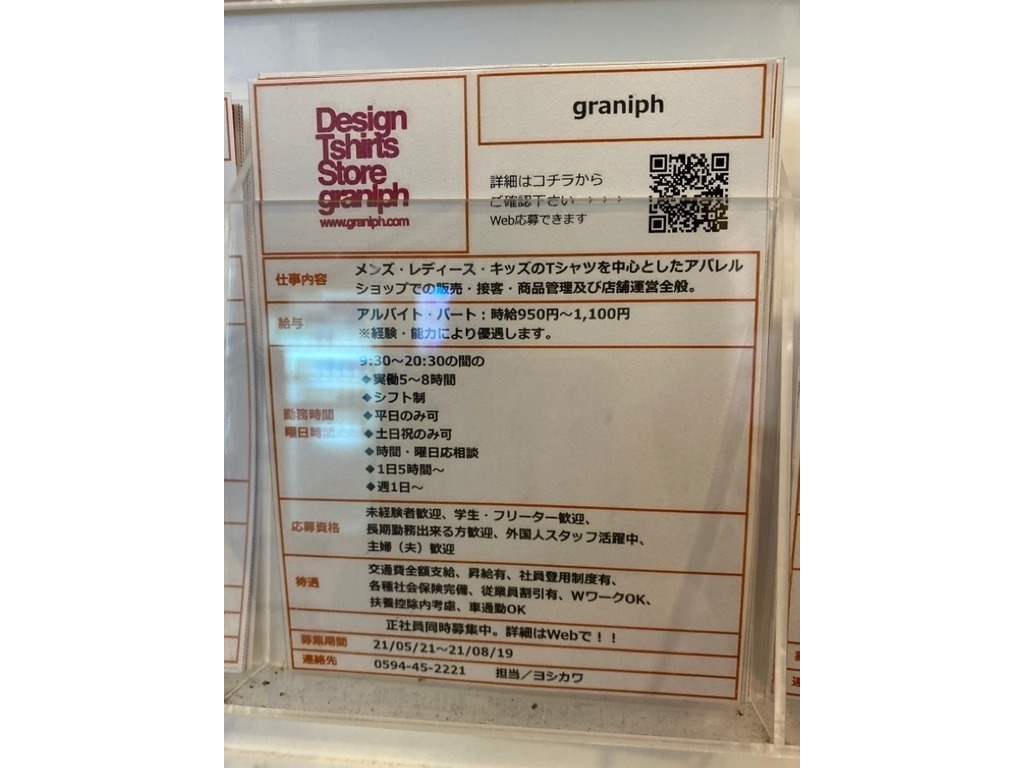 Design
Tshirts
Store
graniph
www.graniph.com
graniph
詳細はコチラから
ご確認下さい >>>
Web応募できます
仕事内容
メンズ・レディース・キッズのTシャツを中心としたアパレル
ショップでの販売・接客・商品管理及び店舗運営全般。
給与
アルバイト・パート：時給950円～1,100円
※経験・能力により優遇します。
勤務時間
曜日時間
9:30～20:30の間の
◆実働5～8時間
◆シフト制
◆平日のみ可
◆土日祝のみ可
◆時間・曜日応相談
◆1日5時間～
◆週1日～
応募資格
未経験者歓迎、学生・フリーター歓迎、
長期勤務出来る方歓迎、外国人スタッフ活躍中、
主婦（夫）歓迎
待遇
交通費全額支給、昇給有、社員登用制度有、
各種社会保険完備、従業員割引有、WワークOK、
扶養控除内考慮、車通勤OK
正社員同時募集中。詳細はWebで！！
募集期間
21/05/21～21/08/19
連絡先
0594-45-2221 担当／ヨシカワ